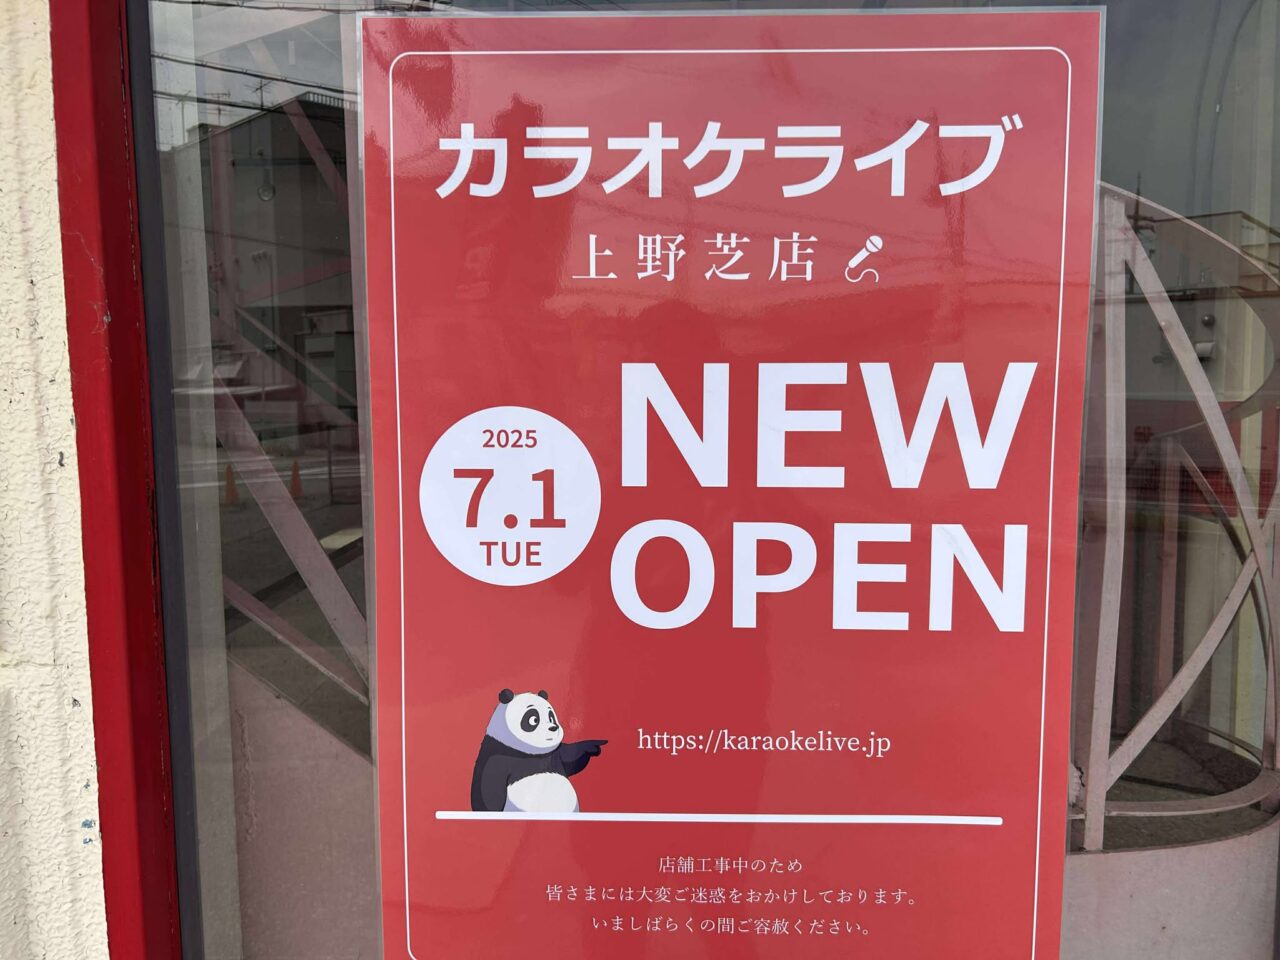 カラオケライブ
上野芝店
NEW
OPEN
2025
7.1
TUE
https://karaokelive.jp
店舗工事中のため
皆さまには大変ご迷惑をおかけしております。
いましばらくの間ご容赦ください。